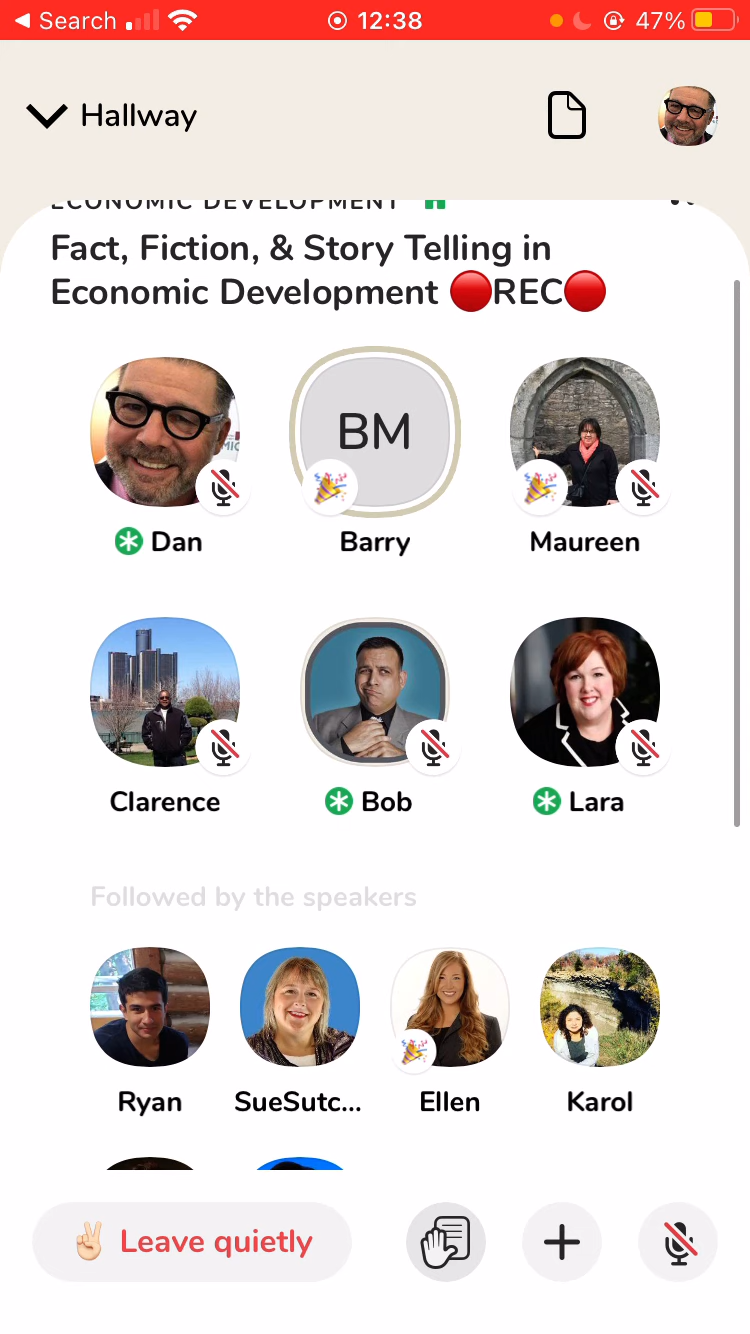 Search 12:38 47%
Hallway
ECONOMIC DEVELOPMENT
Fact, Fiction, & Story Telling in
Economic Development 🔴REC🔴
BM
Dan Barry Maureen
Clarence Bob Lara
Followed by the speakers
Ryan SueSutc... Ellen Karol
✌🏻 Leave quietly